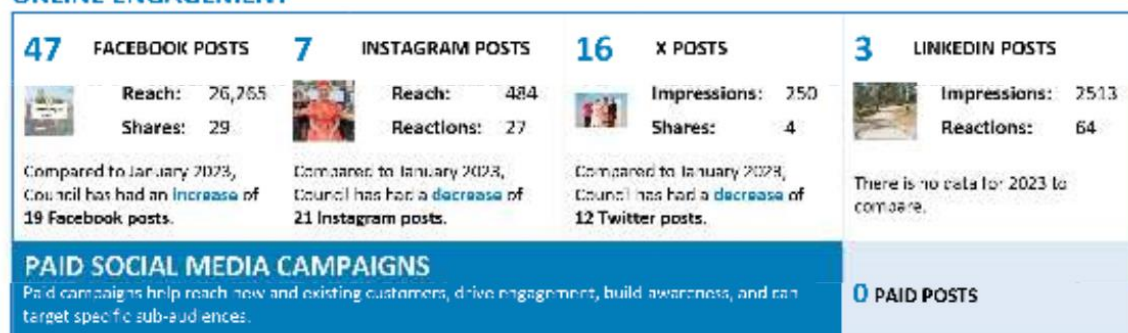 ONLINE ENGAGEMENT
47 FACEBOOK POSTS
Reach: 26,265
Shares: 29
Compared to January 2023,
Council has had an increase of
19 Facebook posts.
7 INSTAGRAM POSTS
Reach: 484
Reactions: 27
Compared to January 2023,
Council has had a decrease of
21 Instagram posts.
16 X POSTS
Impressions: 250
Shares: 4
Compared to January 2023,
Council has had a decrease of
12 Twitter posts.
3 LINKEDIN POSTS
Impressions: 2513
Reactions: 64
There is no data for 2023 to
compare.
PAID SOCIAL MEDIA CAMPAIGNS
Paid campaigns help reach new and existing customers, drive engagement, build awareness, and can
target specific sub-audiences.
0 PAID POSTS